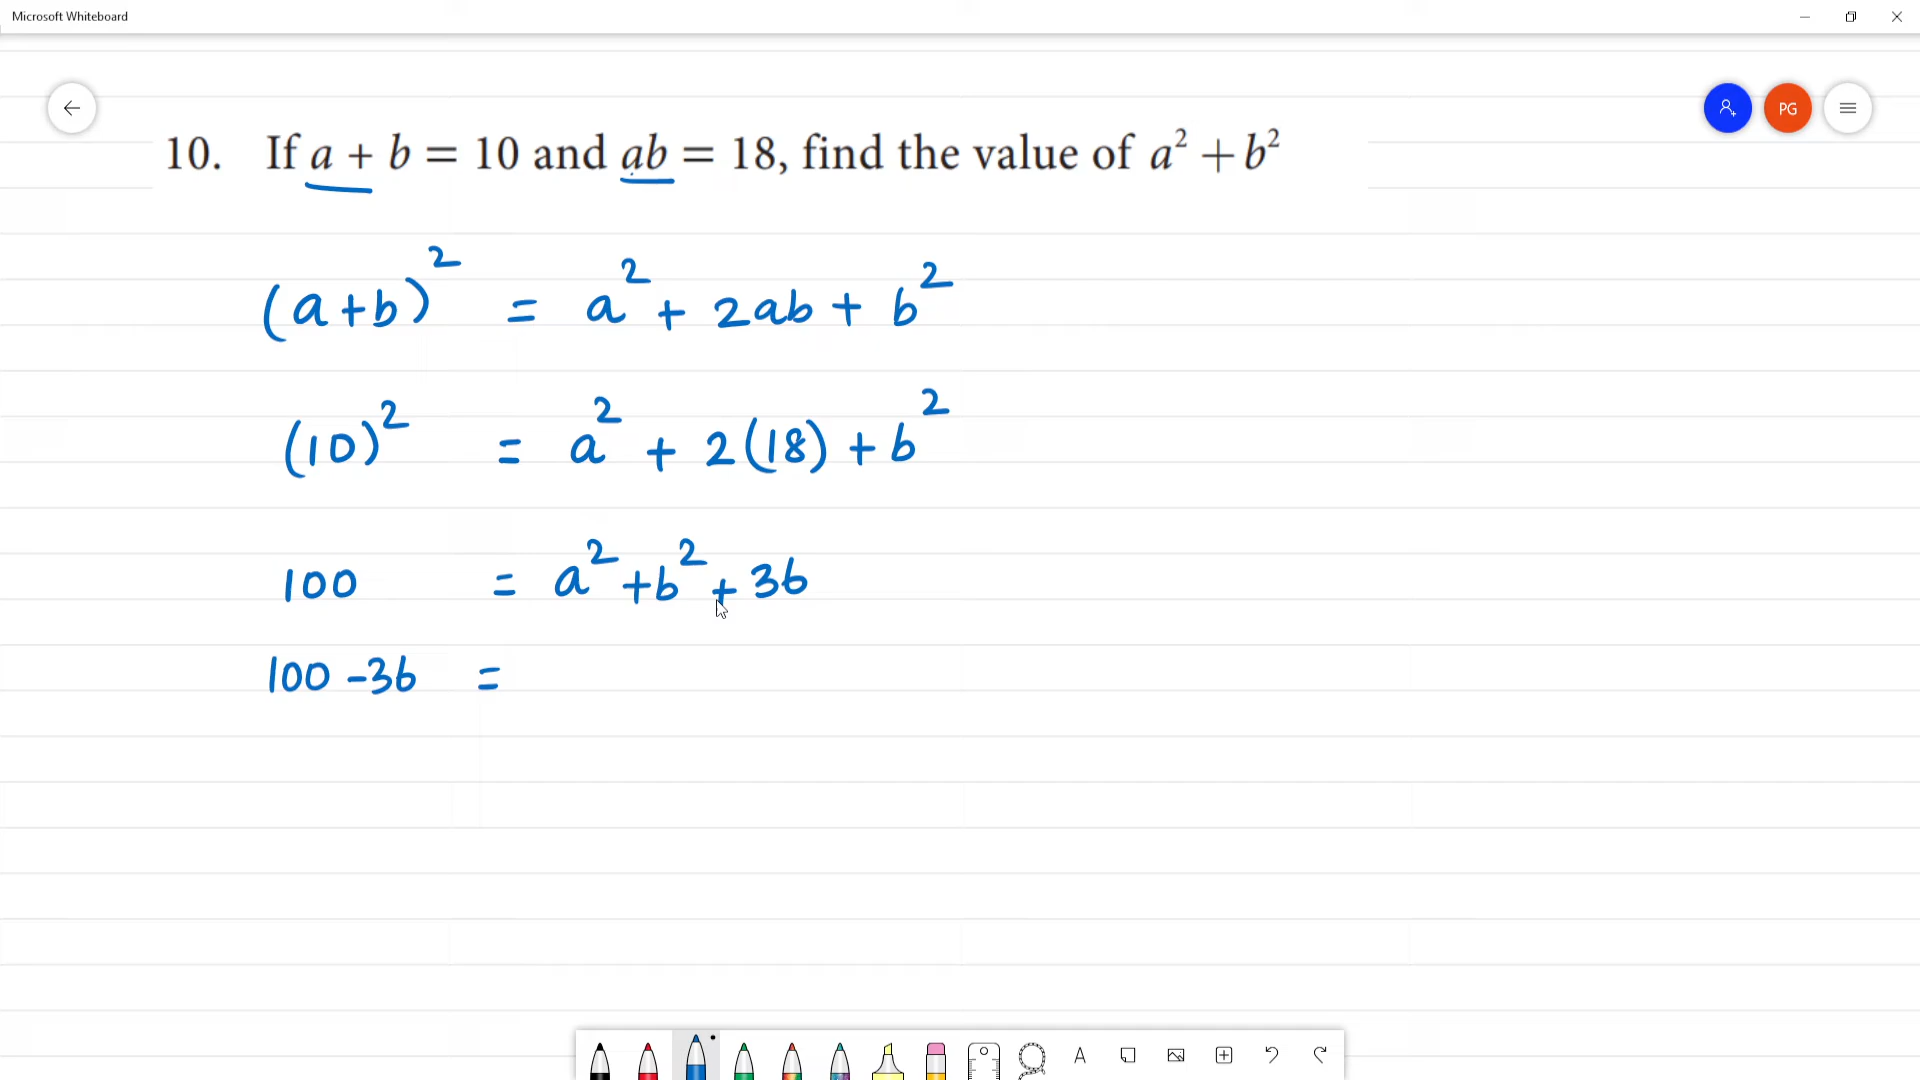 Microsoft Whiteboard
PG
10. If a + b = 10 and ab = 18, find the value of a² + b²
(a+b)² = a² + 2ab + b²
(10)² = a² + 2(18) + b²
100 = a² + b² + 36
100 - 36 =
A